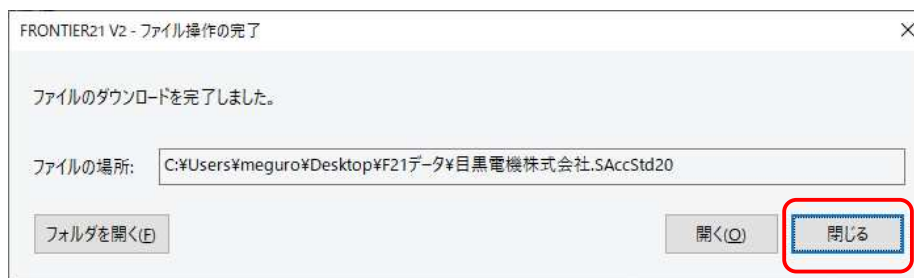 FRONTIER21 V2 - ファイル操作の完了
ファイルのダウンロードを完了しました。
ファイルの場所: C:¥Users¥meguro¥Desktop¥F21データ¥目黒電機株式会社.SAccStd20
フォルダを開く(F) 開く(O) 閉じる